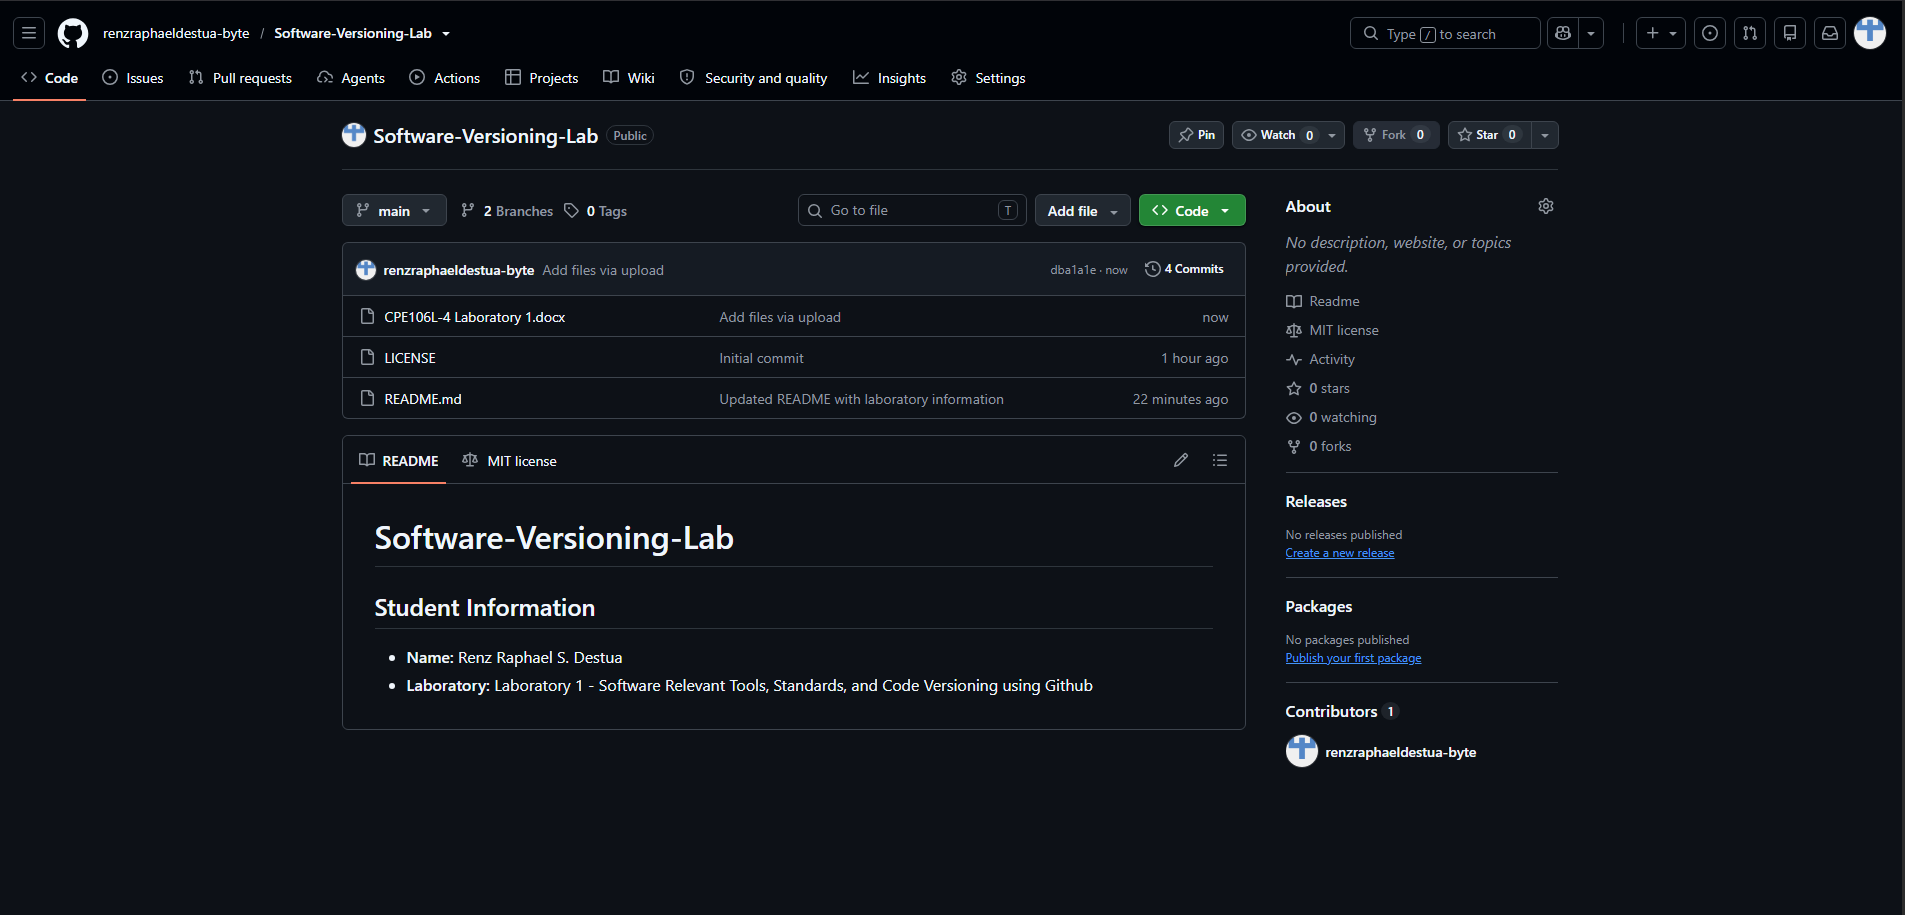 renzraphaeldestua-byte / Software-Versioning-Lab
Type / to search
Code Issues Pull requests Agents Actions Projects Wiki Security and quality Insights Settings
Software-Versioning-Lab Public
Pin Watch 0 Fork 0 Star 0
main 2 Branches 0 Tags
Go to file T Add file Code
renzraphaeldestua-byte Add files via upload dba1a1e · now 4 Commits
CPE106L-4 Laboratory 1.docx Add files via upload now
LICENSE Initial commit 1 hour ago
README.md Updated README with laboratory information 22 minutes ago
README MIT license
Software-Versioning-Lab
Student Information
Name: Renz Raphael S. Destua
Laboratory: Laboratory 1 - Software Relevant Tools, Standards, and Code Versioning using Github
About
No description, website, or topics
provided.
Readme
MIT license
Activity
0 stars
0 watching
0 forks
Releases
No releases published
Create a new release
Packages
No packages published
Publish your first package
Contributors 1
renzraphaeldestua-byte